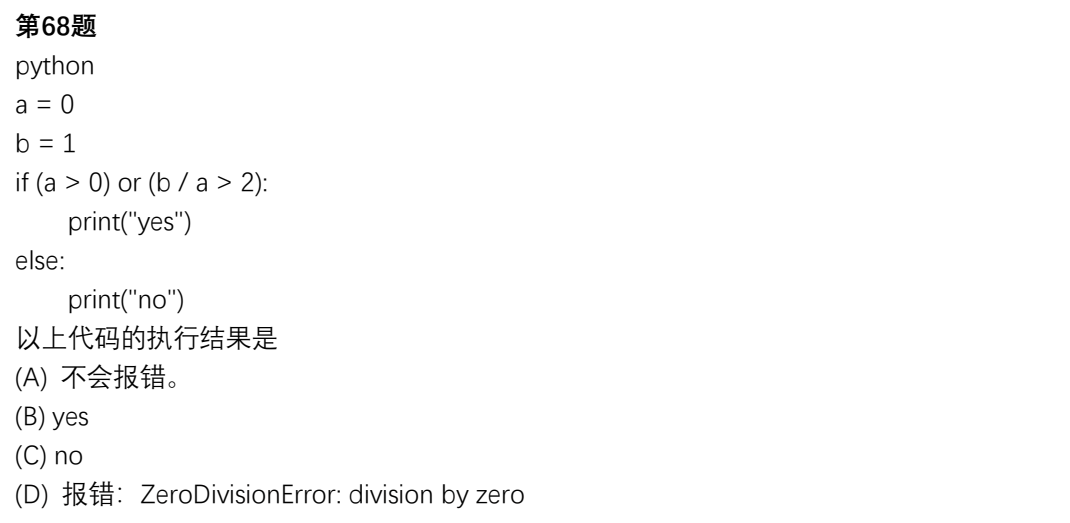 第68题
python
a = 0
b = 1
if (a > 0) or (b / a > 2):
    print("yes")
else:
    print("no")
以上代码的执行结果是
(A) 不会报错。
(B) yes
(C) no
(D) 报错：ZeroDivisionError: division by zero